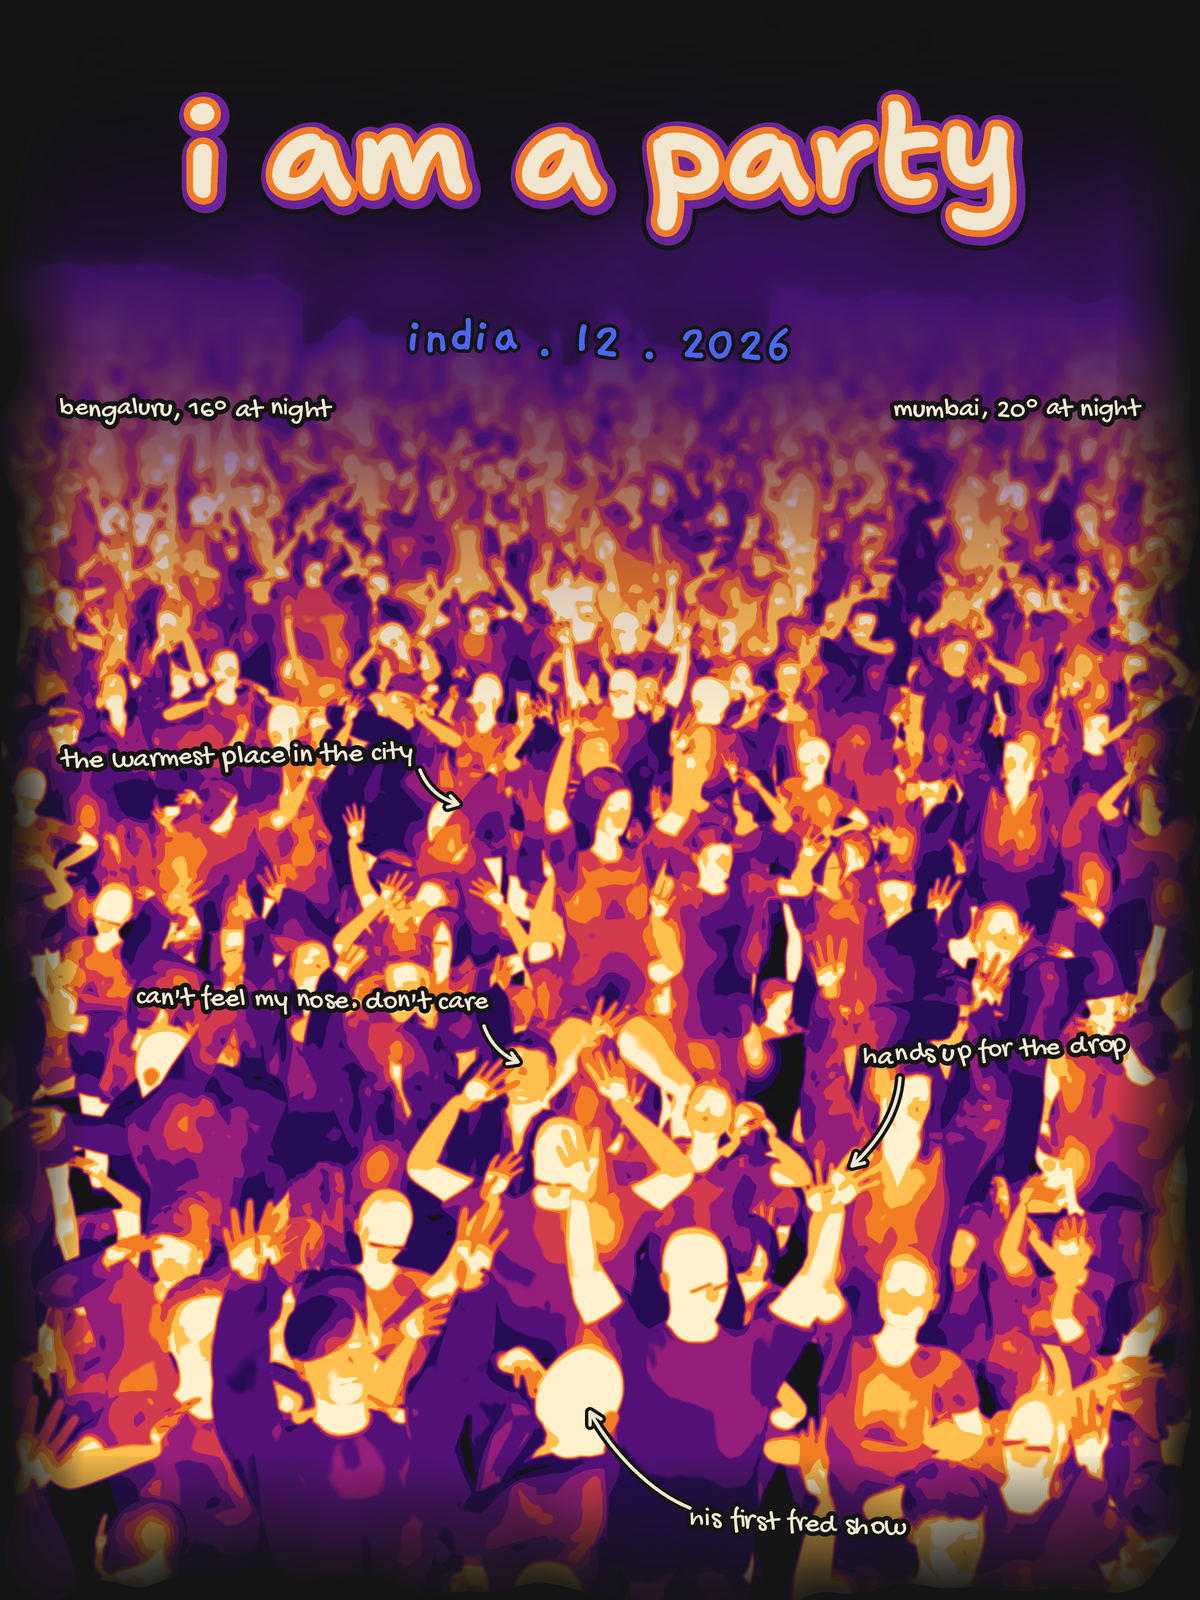 i am a party
india . 12 . 2026
bengaluru, 16° at night
mumbai, 20° at night
the warmest place in the city
can't feel my nose. don't care
hands up for the drop
his first fred show